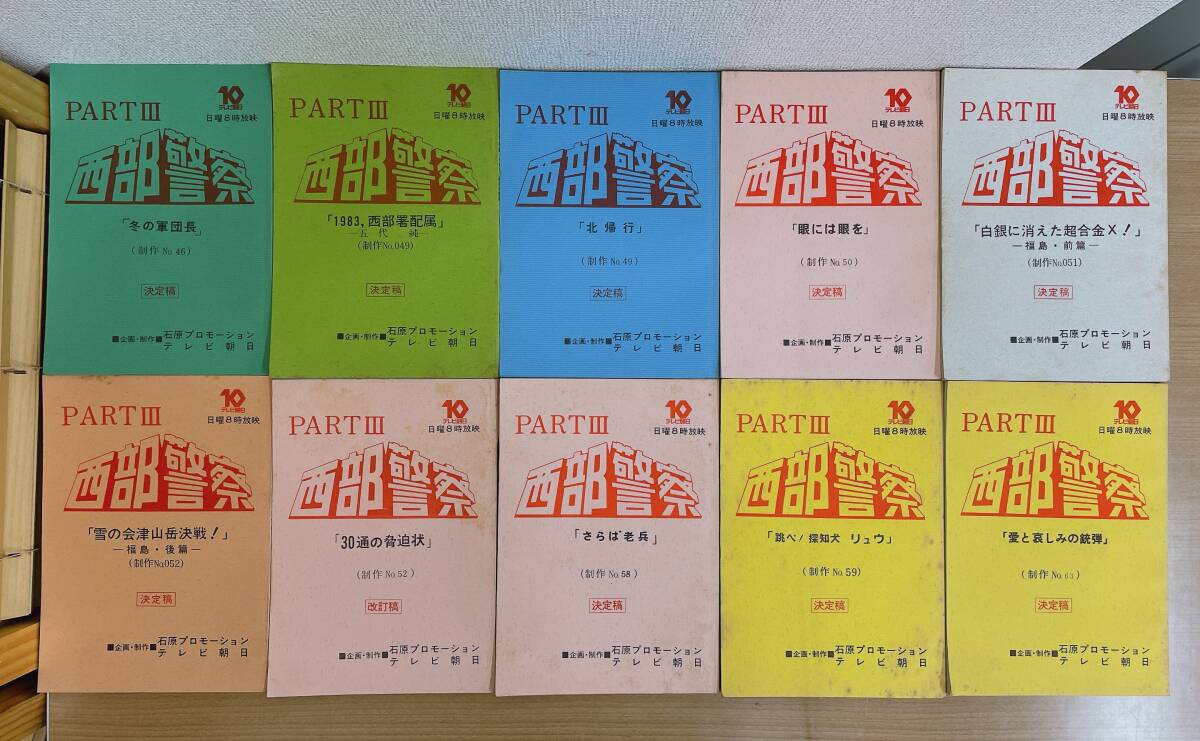 PART III
10
テレビ朝日
日曜8時放映
西部警察
「冬の軍団長」
(制作No.46)
決定稿
■企画・制作■石原プロモーション
テレビ朝日
PART III
10
テレビ朝日
日曜8時放映
西部警察
「1983, 西部署配属」
―五代 純―
(制作No.049)
決定稿
■企画・制作■石原プロモーション
テレビ朝日
PART III
10
テレビ朝日
日曜8時放映
西部警察
「北帰行」
(制作No.49)
決定稿
■企画・制作■石原プロモーション
テレビ朝日
PART III
10
テレビ朝日
日曜8時放映
西部警察
「眼には眼を」
(制作No.50)
決定稿
■企画・制作■石原プロモーション
テレビ朝日
PART III
10
テレビ朝日
日曜8時放映
西部警察
「白銀に消えた超合金X!」
―福島・前篇―
(制作No.051)
決定稿
■企画・制作■石原プロモーション
テレビ朝日
PART III
10
テレビ朝日
日曜8時放映
西部警察
「雪の会津山岳決戦!」
―福島・後篇―
(制作No.052)
決定稿
■企画・制作■石原プロモーション
テレビ朝日
PART III
10
テレビ朝日
日曜8時放映
西部警察
「30通の脅迫状」
(制作No.52)
改訂稿
■企画・制作■石原プロモーション
テレビ朝日
PART III
10
テレビ朝日
日曜8時放映
西部警察
「さらば老兵」
(制作No.58)
決定稿
■企画・制作■石原プロモーション
テレビ朝日
PART III
10
テレビ朝日
日曜8時放映
西部警察
「跳べ!探知犬 リュウ」
(制作No.59)
決定稿
■企画・制作■石原プロモーション
テレビ朝日
PART III
10
テレビ朝日
日曜8時放映
西部警察
「愛と哀しみの銃弾」
(制作No.63)
決定稿
■企画・制作■石原プロモーション
テレビ朝日